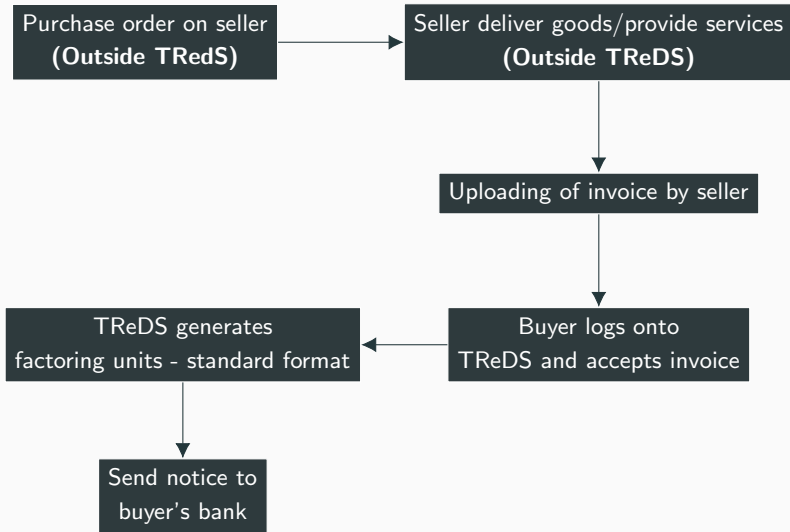 Purchase order on seller
(Outside TRedS)
Seller deliver goods/provide services
(Outside TReDS)
Uploading of invoice by seller
Buyer logs onto
TReDS and accepts invoice
TReDS generates
factoring units - standard format
Send notice to
buyer's bank